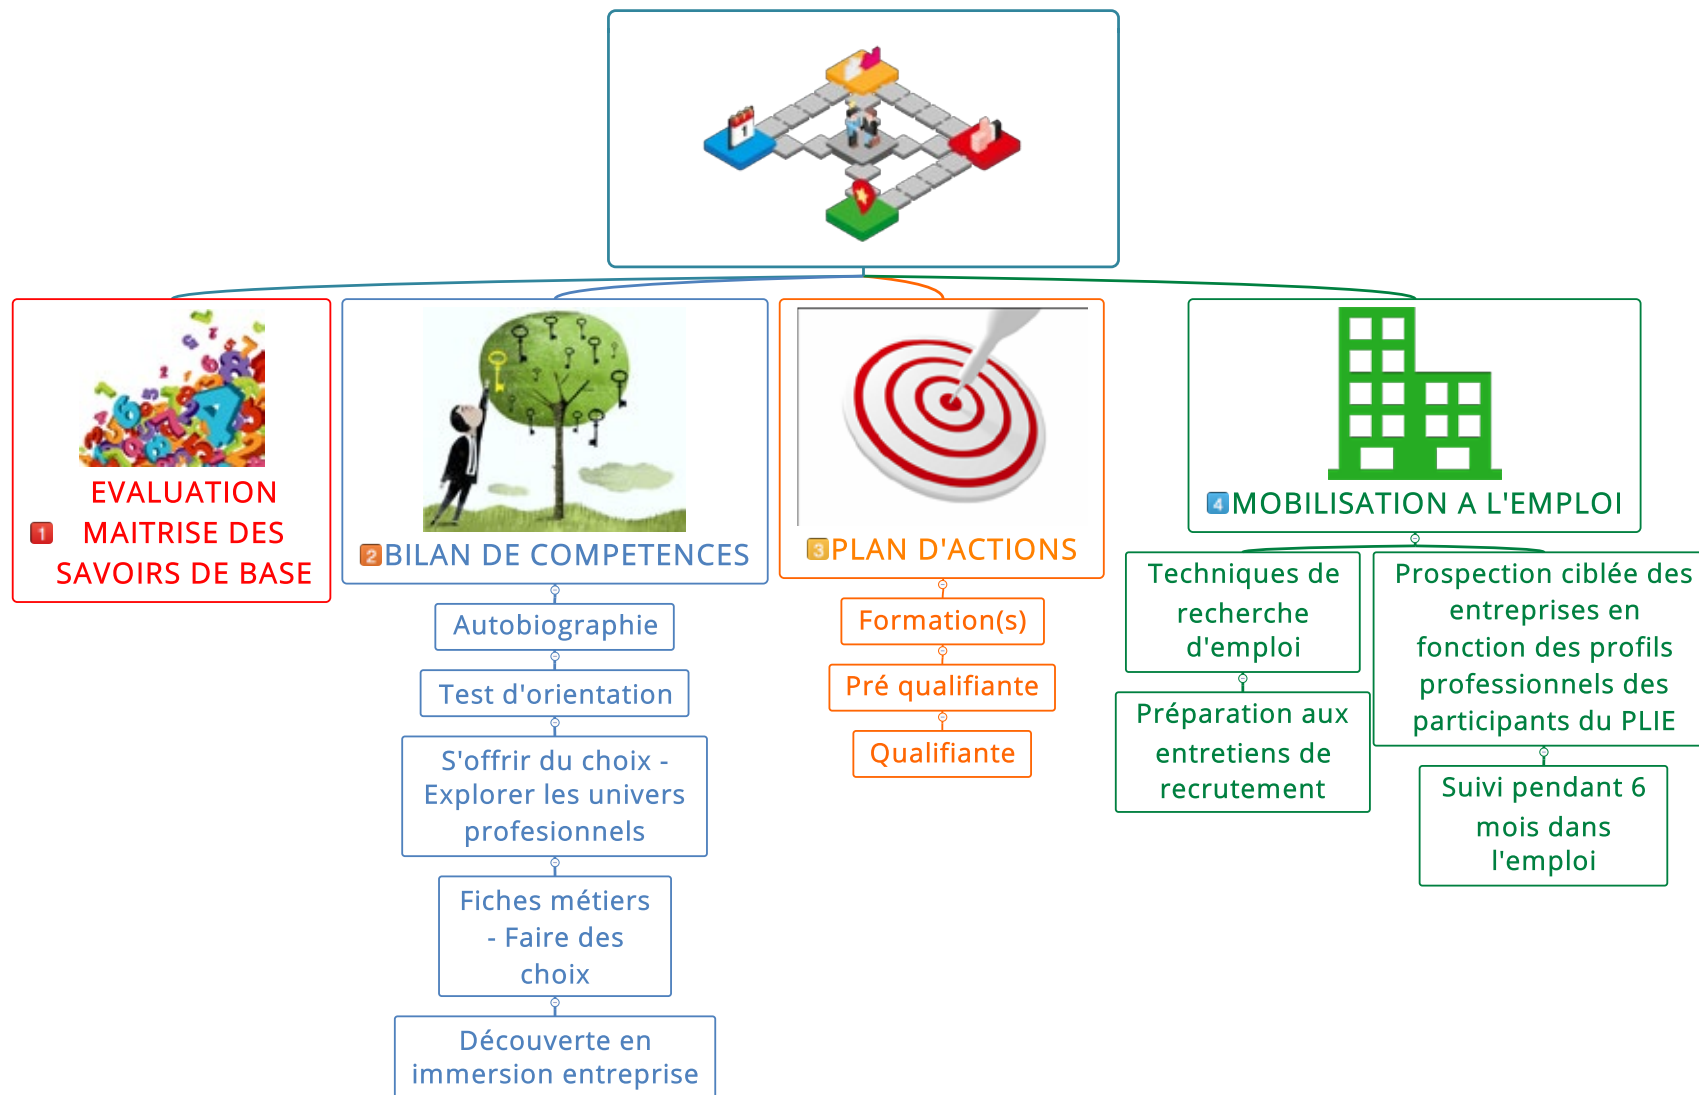 1
EVALUATION
1 MAITRISE DES
SAVOIRS DE BASE
2 BILAN DE COMPETENCES
Autobiographie
Test d'orientation
S'offrir du choix -
Explorer les univers
profesionnels
Fiches métiers
- Faire des
choix
Découverte en
immersion entreprise
3 PLAN D'ACTIONS
Formation(s)
Pré qualifiante
Qualifiante
4 MOBILISATION A L'EMPLOI
Techniques de
recherche
d'emploi
Préparation aux
entretiens de
recrutement
Prospection ciblée des
entreprises en
fonction des profils
professionnels des
participants du PLIE
Suivi pendant 6
mois dans
l'emploi